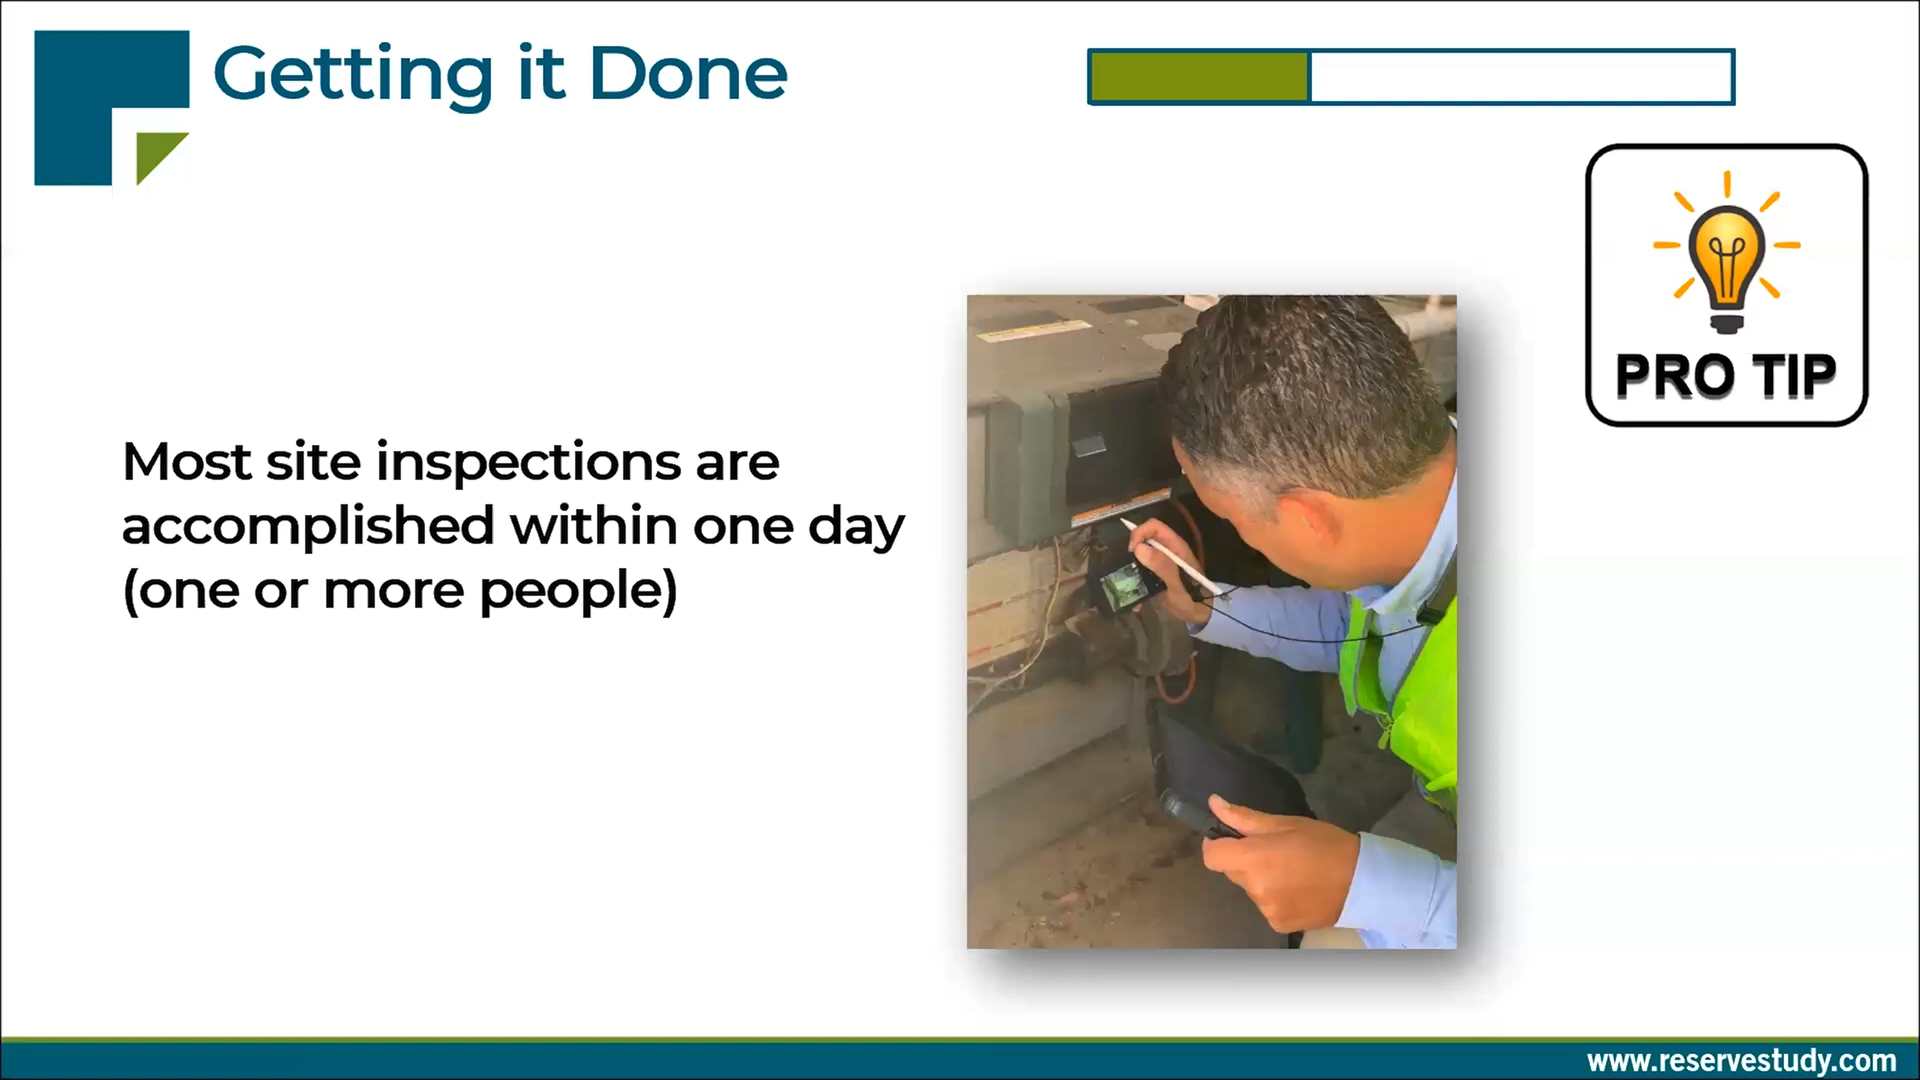 Getting it Done
PRO TIP
Most site inspections are
accomplished within one day
(one or more people)
www.reservestudy.com